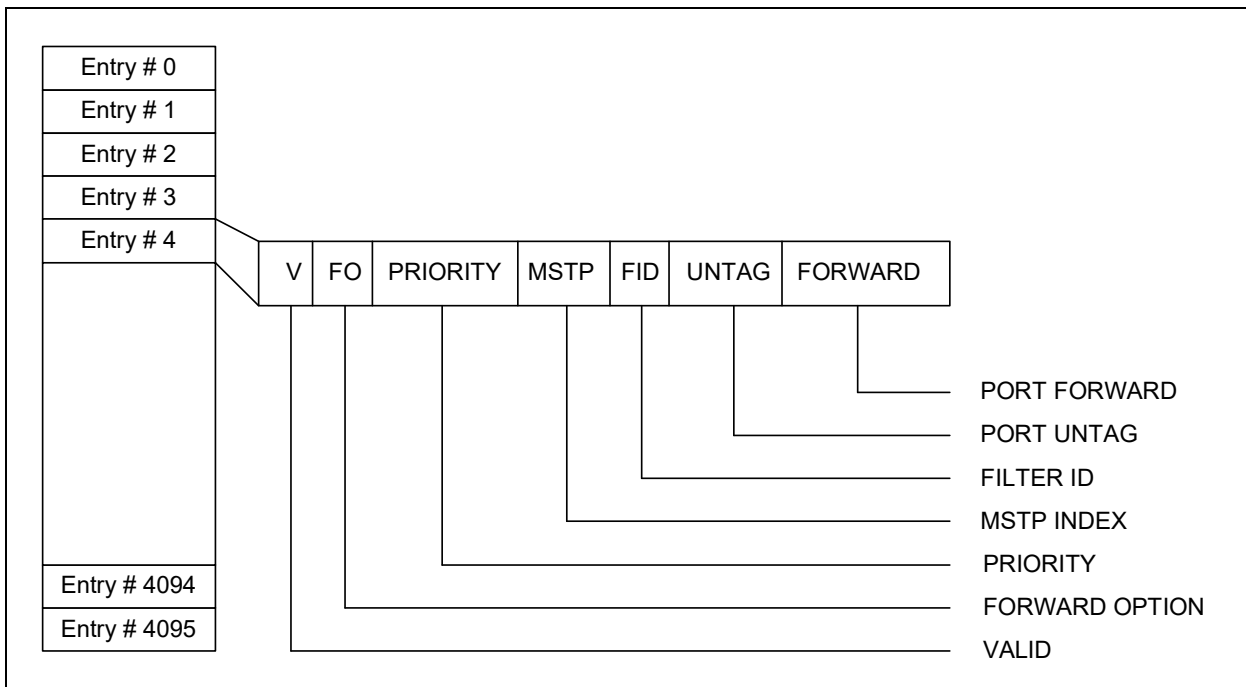 Entry # 0
Entry # 1
Entry # 2
Entry # 3
Entry # 4
V FO PRIORITY MSTP FID UNTAG FORWARD
PORT FORWARD
PORT UNTAG
FILTER ID
MSTP INDEX
PRIORITY
FORWARD OPTION
VALID
Entry # 4094
Entry # 4095